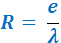 R = e/λ